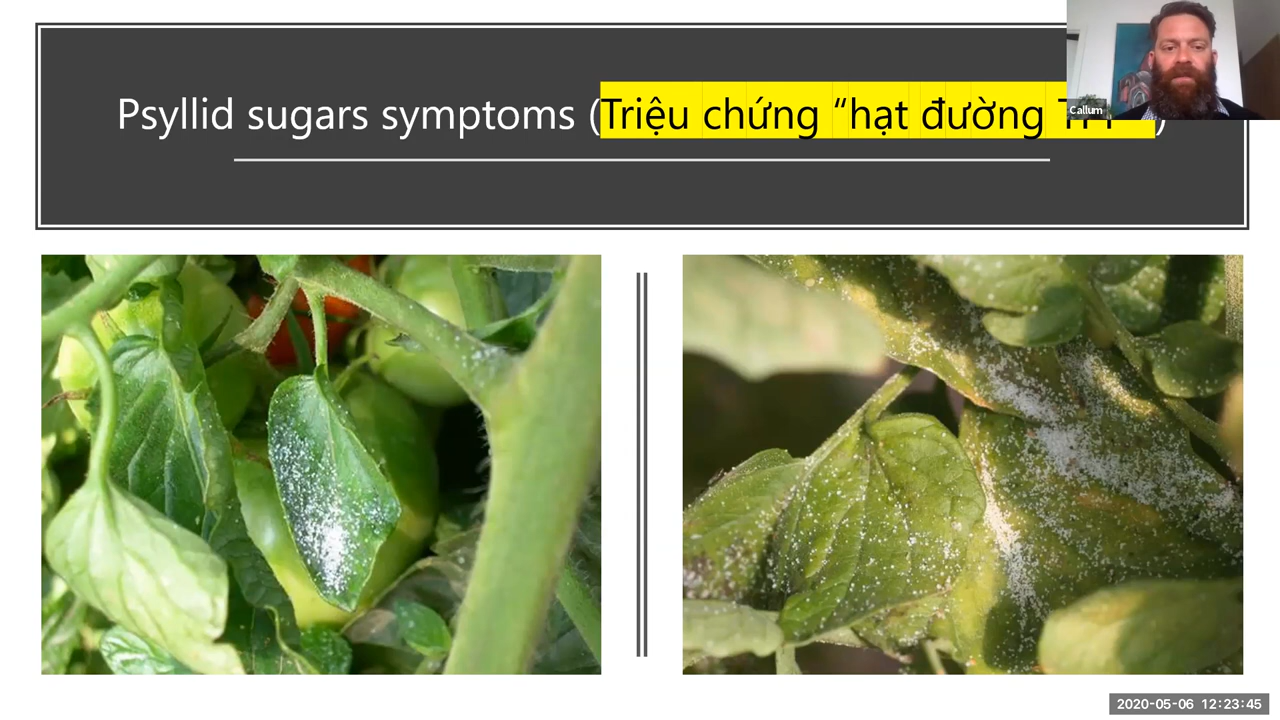 Psyllid sugars symptoms (Triệu chứng “hạt đường
Callum
2020-05-06 12:23:45